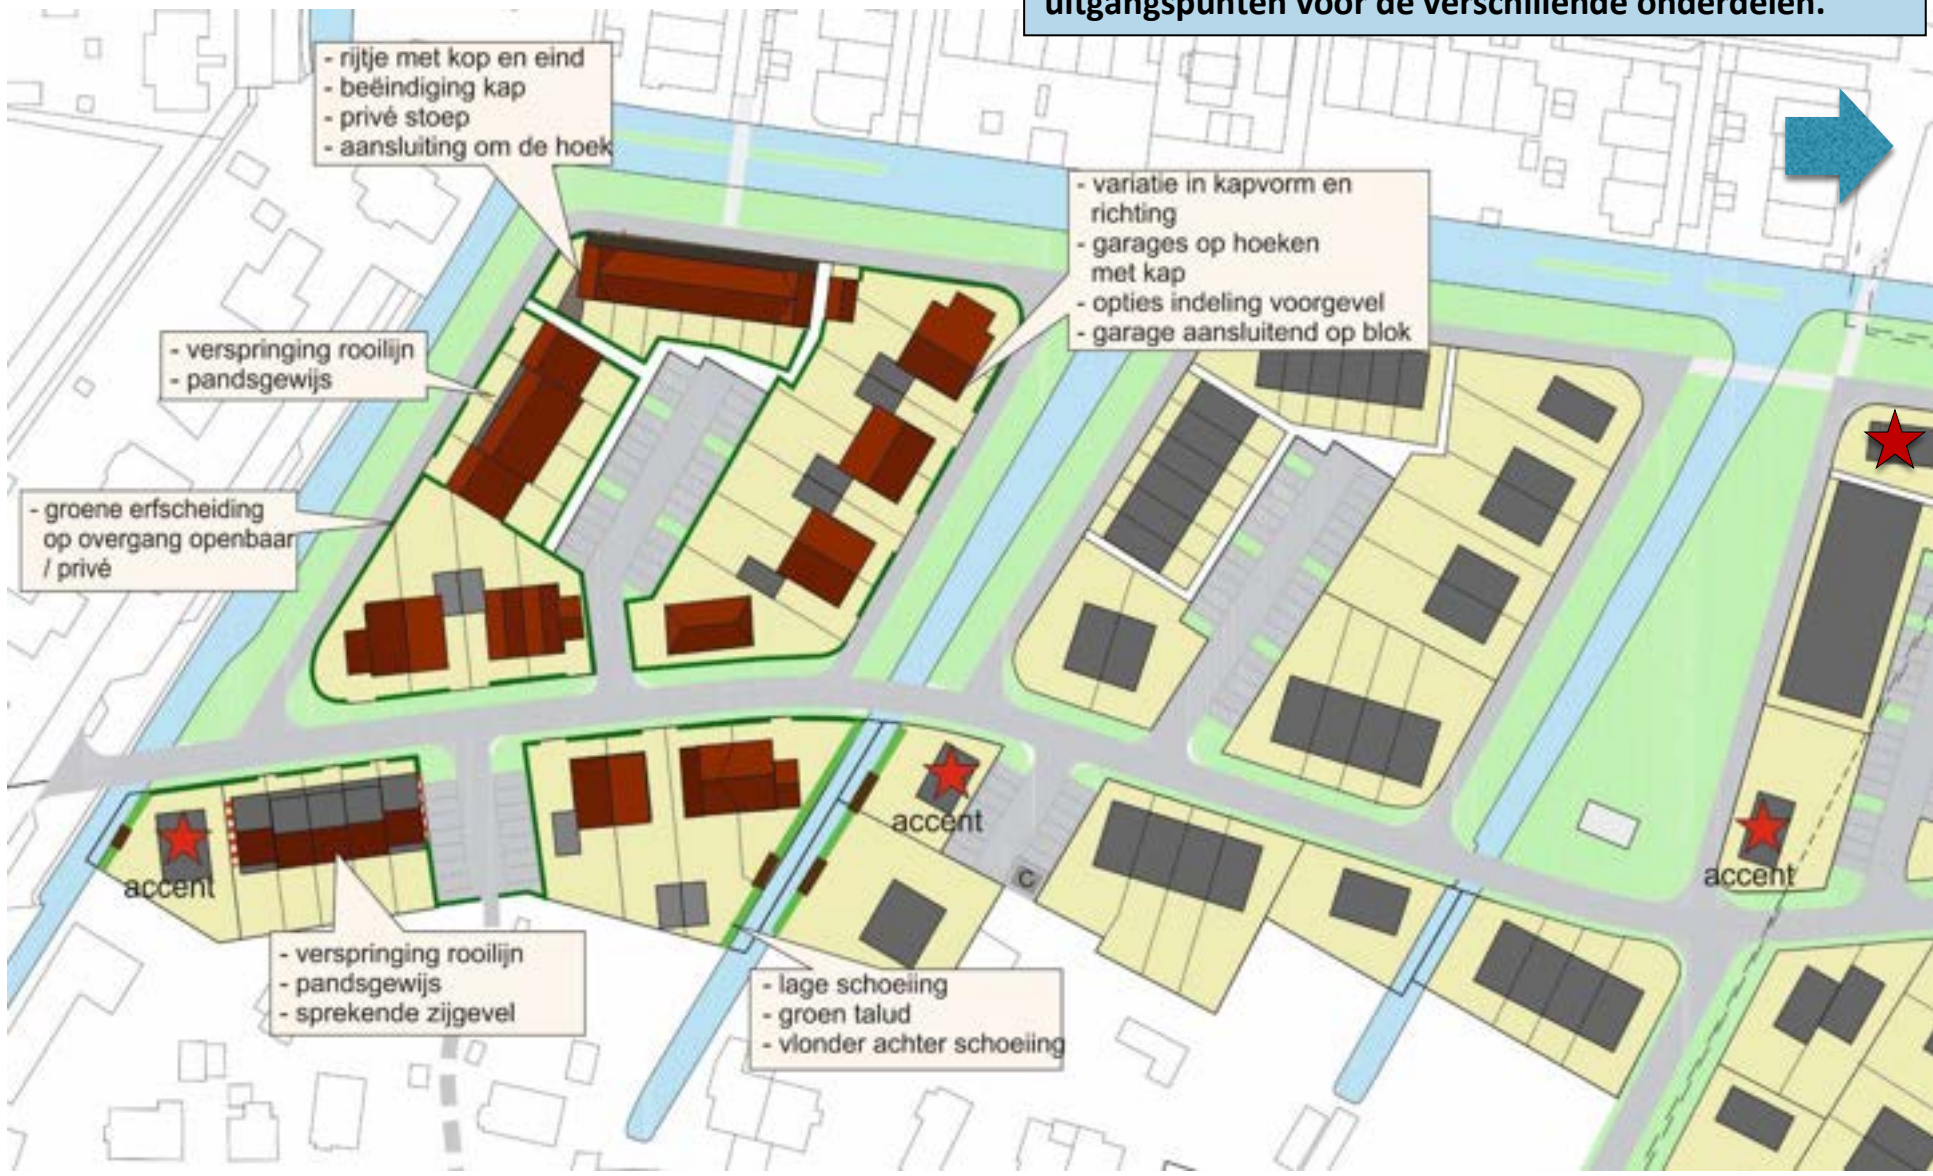 uitgangspunten voor de verschillende onderdelen.
- rijtje met kop en eind
- beëindiging kap
- privé stoep
- aansluiting om de hoek
- variatie in kapvorm en
richting
- garages op hoeken
met kap
- opties indeling voorgevel
- garage aansluitend op blok
- verspringing rooilijn
- pandsgewijs
- groene erfscheiding
op overgang openbaar
/ privé
accent
accent
accent
C
- verspringing rooilijn
- pandsgewijs
- sprekende zijgevel
- lage schoeiing
- groen talud
- vlonder achter schoeiing